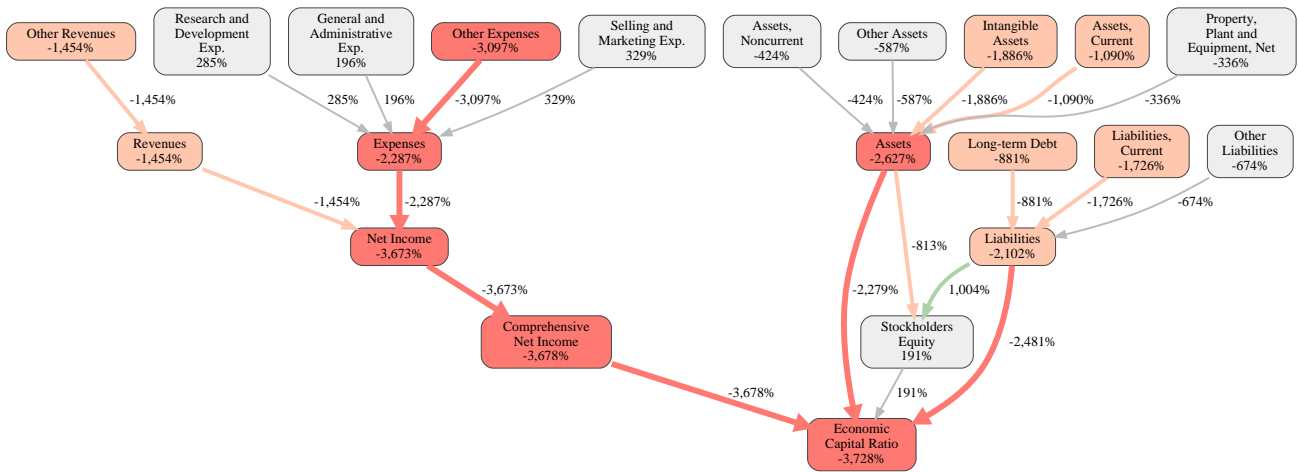 Other Revenues
-1,454%
Research and
Development
Exp.
285%
General and
Administrative
Exp.
196%
Other Expenses
-3,097%
Selling and
Marketing Exp.
329%
Assets,
Noncurrent
-424%
Other Assets
-587%
Intangible
Assets
-1,886%
Assets,
Current
-1,090%
Property,
Plant and
Equipment, Net
-336%
-1,454%
285%
196%
-3,097%
329%
-424%
-587%
-1,886%
-1,090%
-336%
Revenues
-1,454%
Expenses
-2,287%
Assets
-2,627%
Long-term Debt
-881%
Liabilities,
Current
-1,726%
Other
Liabilities
-674%
-1,454%
-2,287%
-881%
-1,726%
-674%
Net Income
-3,673%
-813%
Liabilities
-2,102%
-3,673%
-2,279%
1,004%
Comprehensive
Net Income
-3,678%
Stockholders
Equity
191%
-2,481%
-3,678%
191%
Economic
Capital Ratio
-3,728%